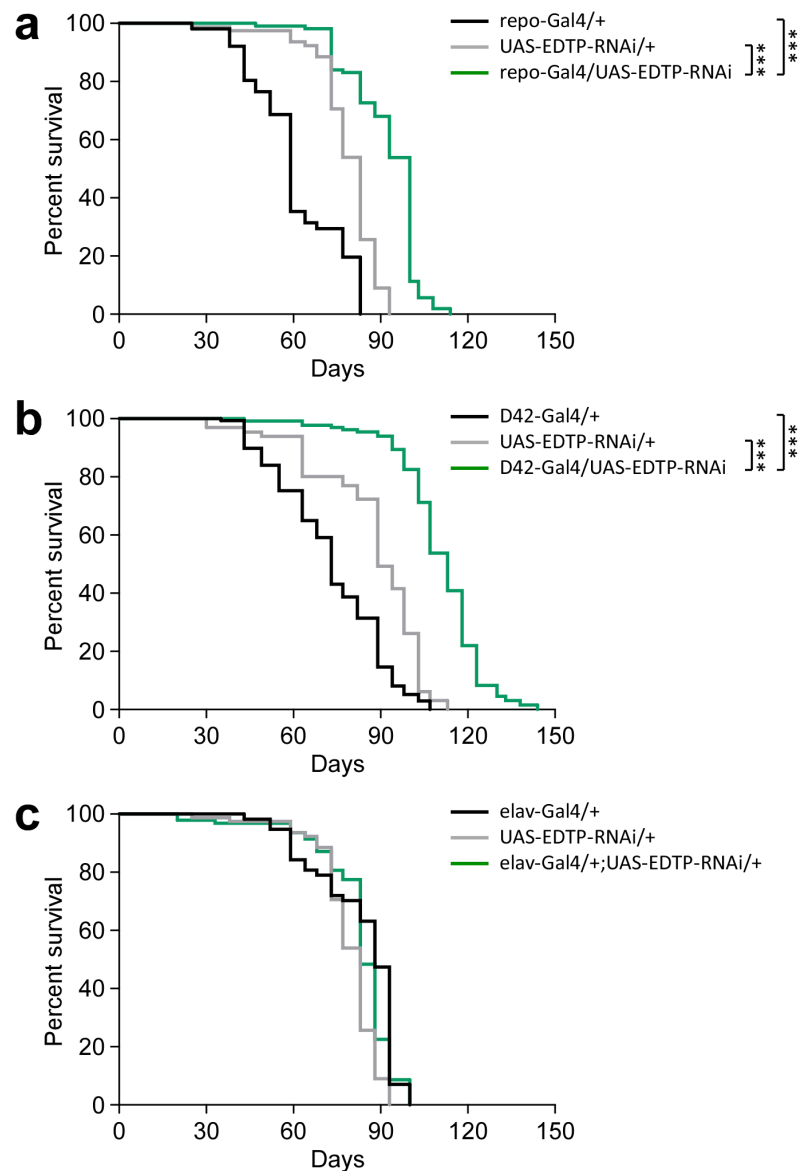 a
repo-Gal4/+
UAS-EDTP-RNAi/+
repo-Gal4/UAS-EDTP-RNAi
***
***
Percent survival
100
80
60
40
20
0
0 30 60 90 120 150
Days
b
D42-Gal4/+
UAS-EDTP-RNAi/+
D42-Gal4/UAS-EDTP-RNAi
***
***
Percent survival
100
80
60
40
20
0
0 30 60 90 120 150
Days
c
elav-Gal4/+
UAS-EDTP-RNAi/+
elav-Gal4/+;UAS-EDTP-RNAi/+
Percent survival
100
80
60
40
20
0
0 30 60 90 120 150
Days